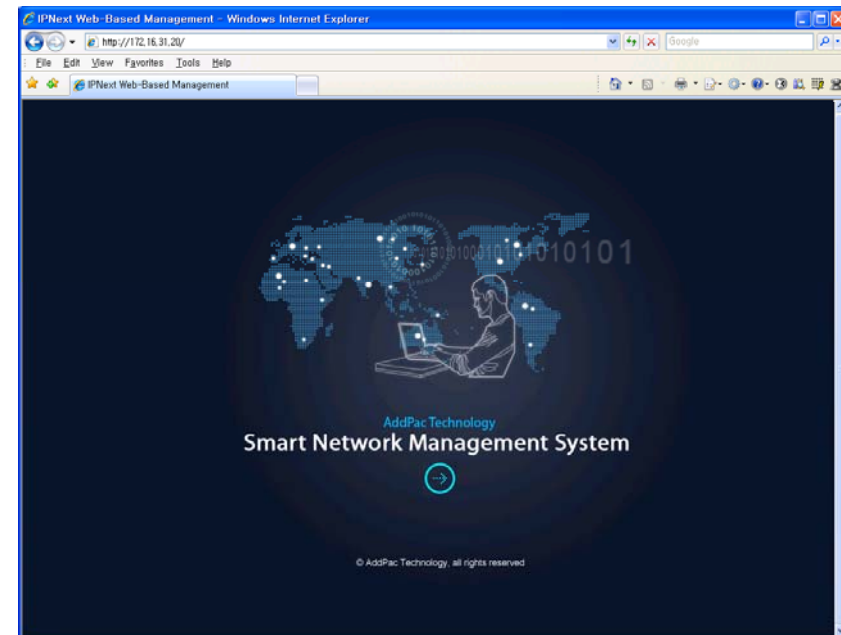 IPNext Web-Based Management - Windows Internet Explorer
http://172.16.31.20/
Google
File Edit View Favorites Tools Help
IPNext Web-Based Management
10101
AddPac Technology
Smart Network Management System
© AddPac Technology, all rights reserved